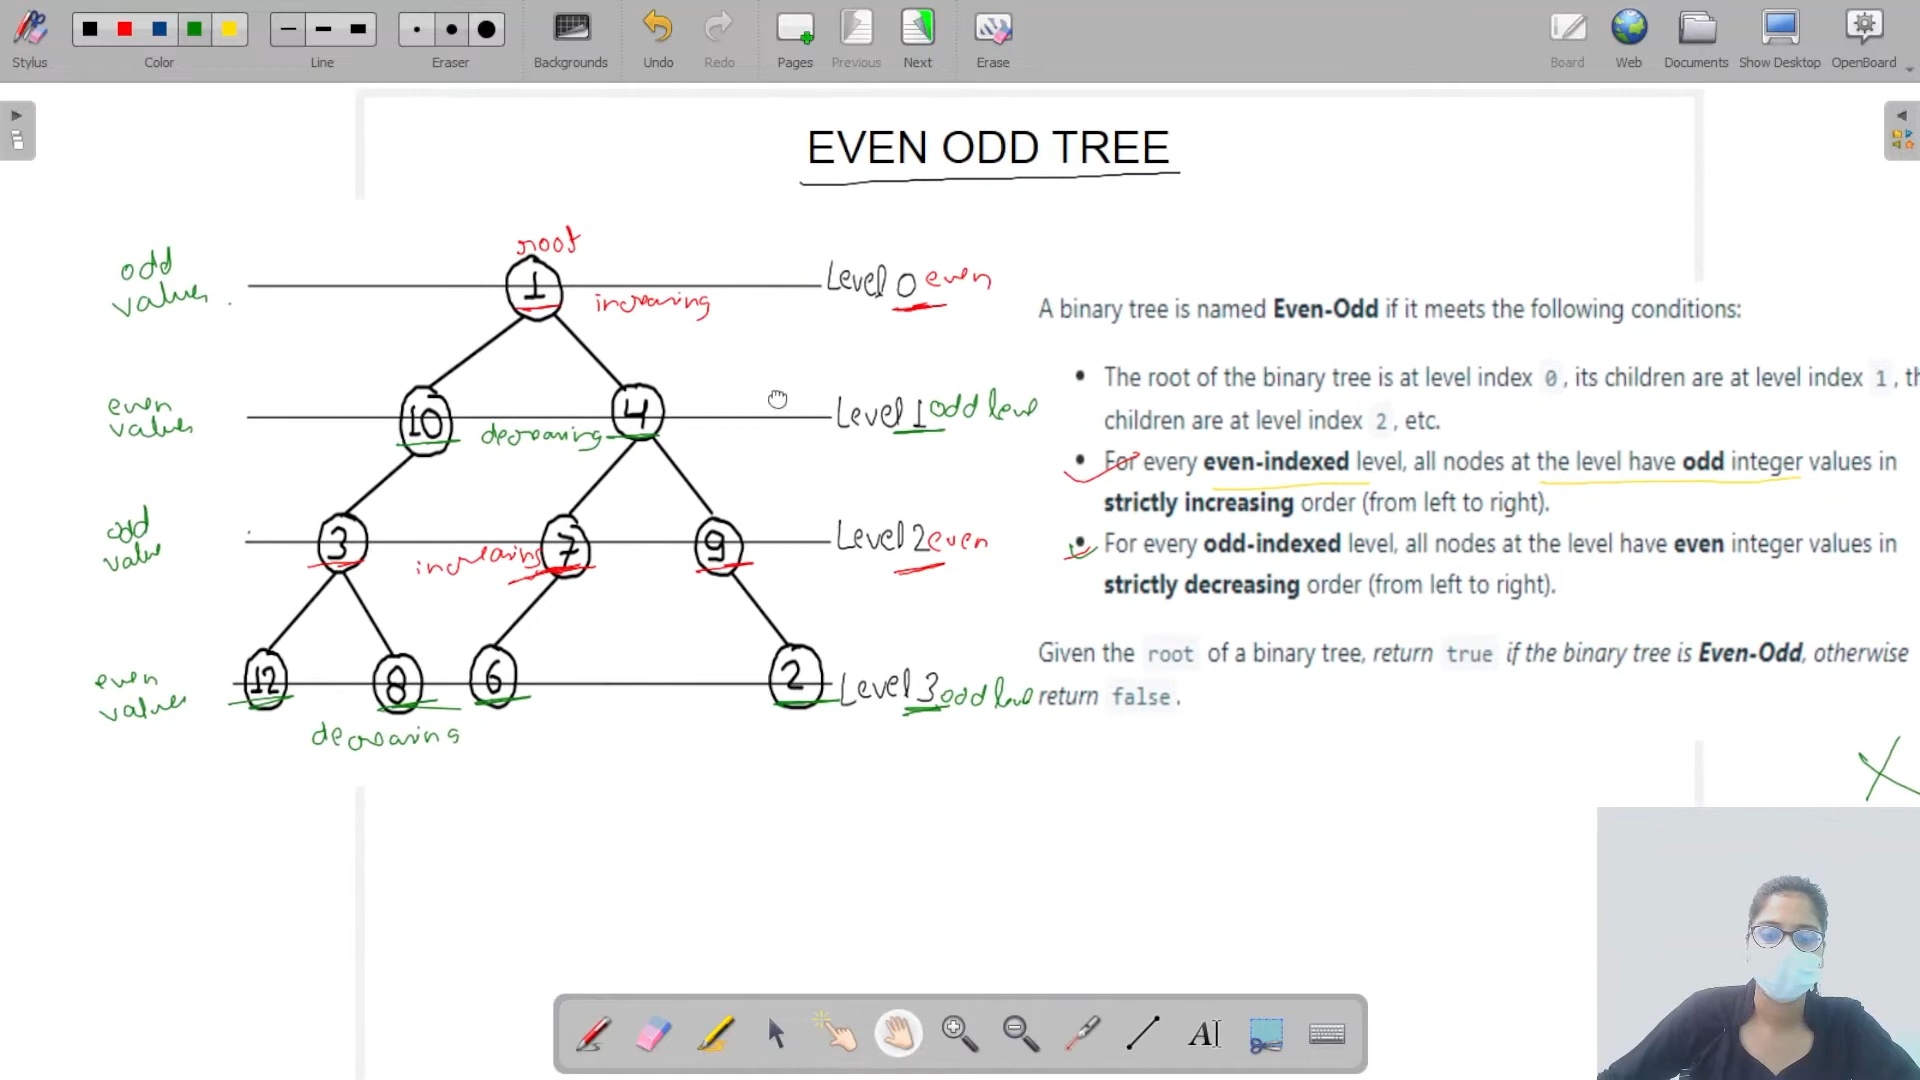 Stylus Color Line Eraser Backgrounds Undo Redo Pages Previous Next Erase Board Web Documents Show Desktop OpenBoard
EVEN ODD TREE
root
odd
values
1
increasing
Level 0 even
even
values
10
decreasing
4
Level 1 odd level
odd
value
3
increasing
7
9
Level 2 even
even
values
12
8
6
2
Level 3 odd level
decreasing
A binary tree is named Even-Odd if it meets the following conditions:
• The root of the binary tree is at level index 0, its children are at level index 1, th
children are at level index 2, etc.
• For every even-indexed level, all nodes at the level have odd integer values in
strictly increasing order (from left to right).
• For every odd-indexed level, all nodes at the level have even integer values in
strictly decreasing order (from left to right).
Given the root of a binary tree, return true if the binary tree is Even-Odd, otherwise
return false.